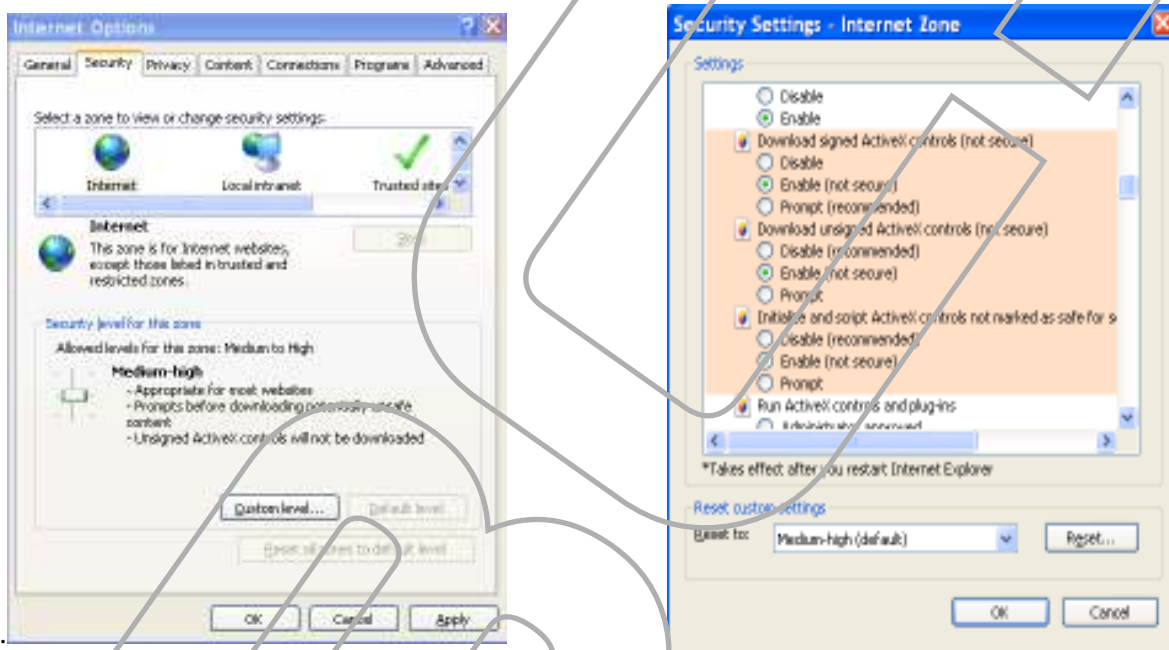 Internet Options
General Security Privacy Content Connections Programs Advanced
Select a zone to view or change security settings.
Internet Local intranet Trusted sites
Internet
This zone is for Internet websites,
except those listed in trusted and
restricted zones.
Sites
Security level for this zone
Allowed levels for this zone: Medium to High
Medium-high
- Appropriate for most websites
- Prompts before downloading potentially unsafe
content
- Unsigned ActiveX controls will not be downloaded
Custom level... Default level
Reset all zones to default level
OK Cancel Apply
.
Security Settings - Internet Zone
Settings
Disable
Enable
Download signed ActiveX controls (not secure)
Disable
Enable (not secure)
Prompt (recommended)
Download unsigned ActiveX controls (not secure)
Disable (recommended)
Enable (not secure)
Prompt
Initialize and script ActiveX controls not marked as safe for s
Disable (recommended)
Enable (not secure)
Prompt
Run ActiveX controls and plug-ins
Administrator approved
*Takes effect after you restart Internet Explorer
Reset custom settings
Reset to: Medium-high (default) Reset...
OK Cancel